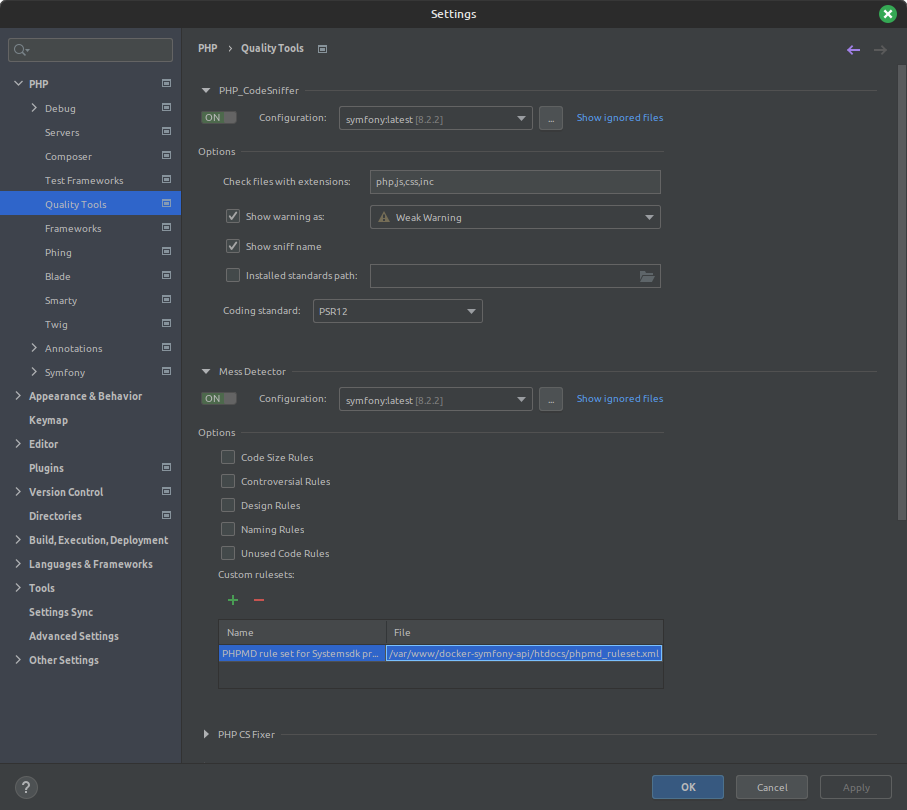 Settings
PHP › Quality Tools
PHP
Debug
Servers
Composer
Test Frameworks
Quality Tools
Frameworks
Phing
Blade
Smarty
Twig
Annotations
Symfony
Appearance & Behavior
Keymap
Editor
Plugins
Version Control
Directories
Build, Execution, Deployment
Languages & Frameworks
Tools
Settings Sync
Advanced Settings
Other Settings
PHP_CodeSniffer
ON Configuration: symfony:latest [8.2.2] ... Show ignored files
Options
Check files with extensions: php,js,css,inc
Show warning as: Weak Warning
Show sniff name
Installed standards path:
Coding standard: PSR12
Mess Detector
ON Configuration: symfony:latest [8.2.2] ... Show ignored files
Options
Code Size Rules
Controversial Rules
Design Rules
Naming Rules
Unused Code Rules
Custom rulesets:
Name File
PHPMD rule set for Systemsdk pr... /var/www/docker-symfony-api/htdocs/phpmd_ruleset.xml
PHP CS Fixer
? OK Cancel Apply